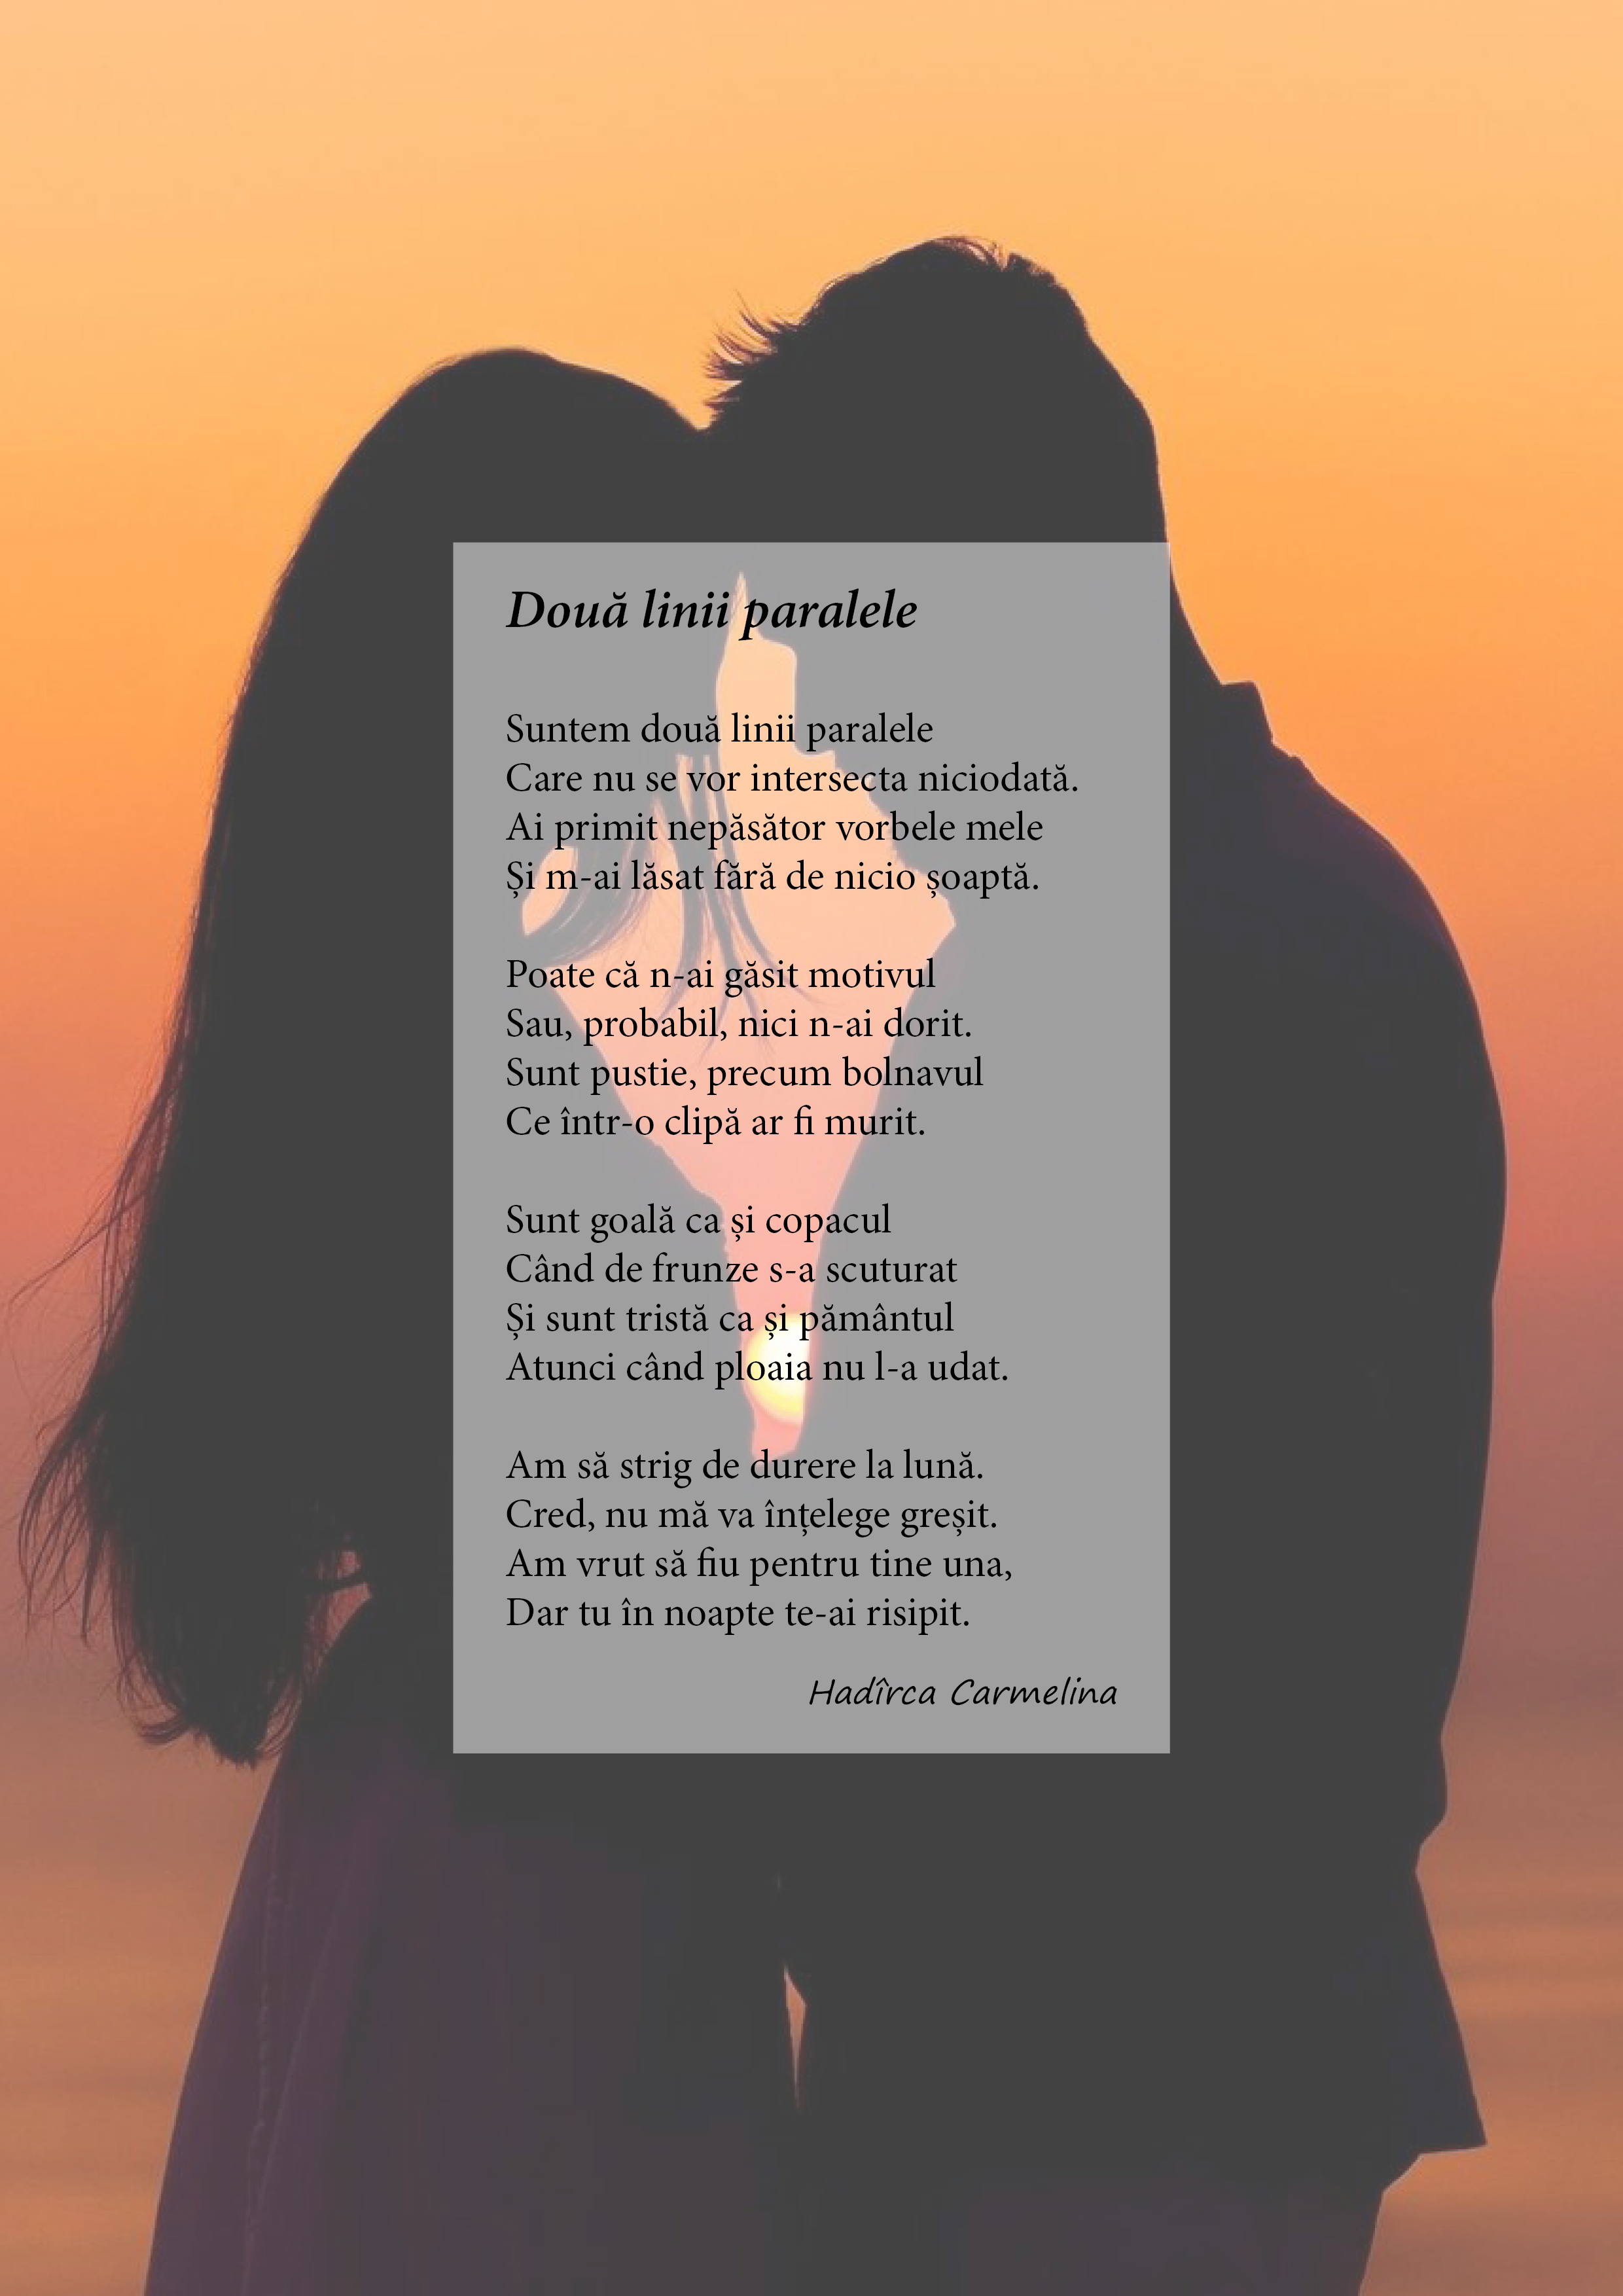 Două linii paralele
Suntem două linii paralele
Care nu se vor intersecta niciodată.
Ai primit nepăsător vorbele mele
Și m-ai lăsat fără de nicio șoaptă.
Poate că n-ai găsit motivul
Sau, probabil, nici n-ai dorit.
Sunt pustie, precum bolnavul
Ce într-o clipă ar fi murit.
Sunt goală ca și copacul
Când de frunze s-a scuturat
Și sunt tristă ca și pământul
Atunci când ploaia nu l-a udat.
Am să strig de durere la lună.
Cred, nu mă va înțelege greșit.
Am vrut să fiu pentru tine una,
Dar tu în noapte te-ai risipit.
Hadîrca Carmelina